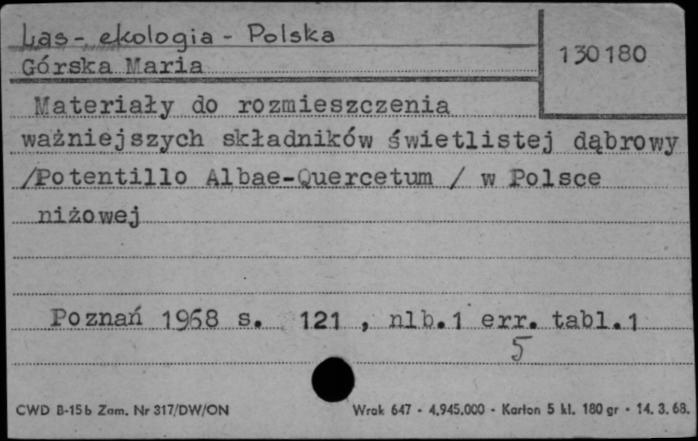 Las - ekologia - Polska
130180
Górska Maria
Materiały do rozmieszczenia
ważniejszych składników świetlistej dąbrowy
/Potentillo Albae-Quercetum / w Polsce
niżowej
Poznań 1968 s. 121 , nlb.1 err. tabl.1
5
CWD B-15b Zam. Nr 317/DW/ON Wrak 647 - 4.945.000 - Karton 5 kl. 180 gr - 14. 3. 68.